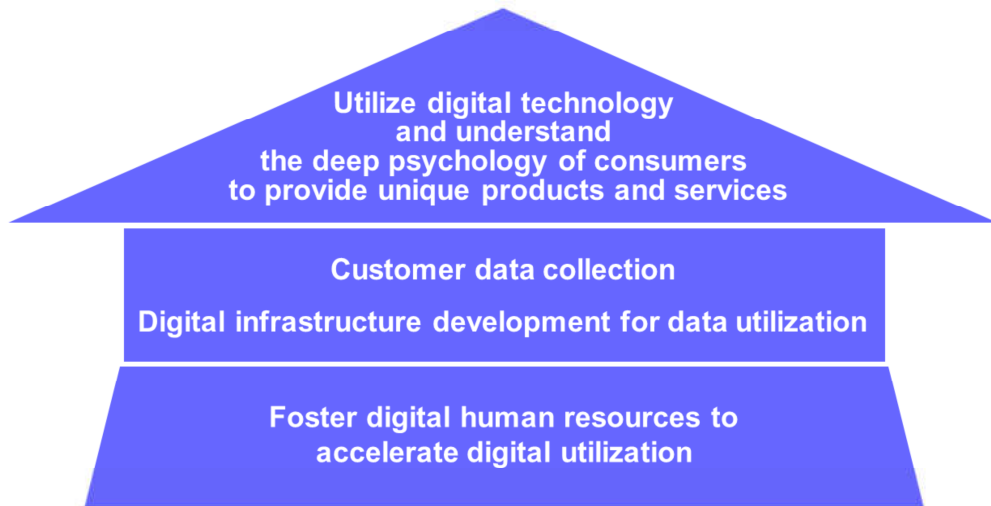 Utilize digital technology
and understand
the deep psychology of consumers
to provide unique products and services
Customer data collection
Digital infrastructure development for data utilization
Foster digital human resources to
accelerate digital utilization